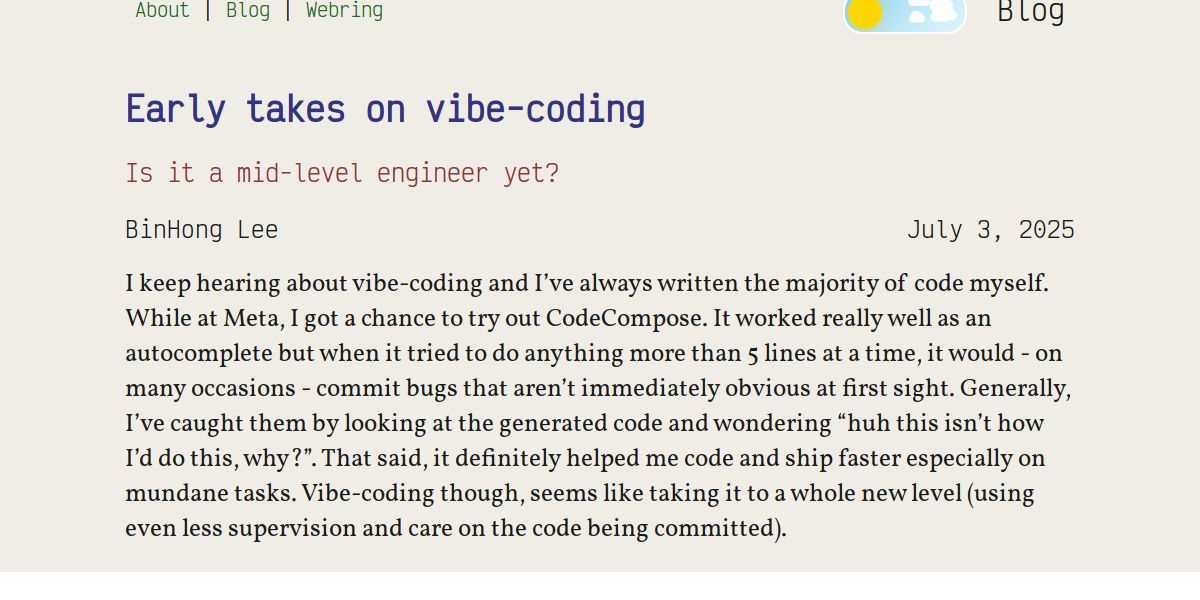 About | Blog | Webring
Blog
Early takes on vibe-coding
Is it a mid-level engineer yet?
BinHong Lee
July 3, 2025
I keep hearing about vibe-coding and I’ve always written the majority of code myself.
While at Meta, I got a chance to try out CodeCompose. It worked really well as an
autocomplete but when it tried to do anything more than 5 lines at a time, it would - on
many occasions - commit bugs that aren’t immediately obvious at first sight. Generally,
I’ve caught them by looking at the generated code and wondering “huh this isn’t how
I’d do this, why?”. That said, it definitely helped me code and ship faster especially on
mundane tasks. Vibe-coding though, seems like taking it to a whole new level (using
even less supervision and care on the code being committed).